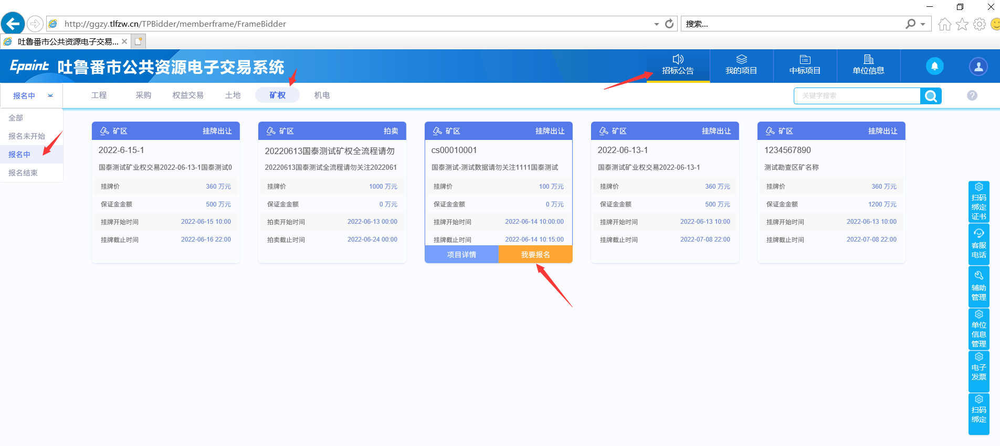 http://ggzy.tlfzw.cn/TPBidder/memberframe/FrameBidder
搜索...
吐鲁番市公共资源电子交易...
Epoint 吐鲁番市公共资源电子交易系统
招标公告
我的项目
中标项目
单位信息
报名中
工程
采购
权益交易
土地
矿权
机电
关键字搜索
?
全部
报名未开始
报名中
报名结束
矿区 挂牌出让
2022-6-15-1
国泰测试矿业权交易2022-06-13-1国泰测试0
挂牌价 360 万元
保证金金额 500 万元
挂牌开始时间 2022-06-15 10:00
挂牌截止时间 2022-06-16 22:00
矿区 拍卖
20220613国泰测试矿权全流程请勿
20220613国泰测试全流程请勿关注2022061
挂牌价 1000 万元
保证金金额 0 万元
拍卖开始时间 2022-06-13 00:00
拍卖截止时间 2022-06-24 00:00
矿区 挂牌出让
cs00010001
国泰测试-测试数据请勿关注1111国泰测试
挂牌价 100 万元
保证金金额 0 万元
挂牌开始时间 2022-06-14 10:00:00
挂牌截止时间 2022-06-14 10:15:00
项目详情 我要报名
矿区 挂牌出让
2022-06-13-1
国泰测试矿业权交易2022-06-13-1
挂牌价 360 万元
保证金金额 500 万元
挂牌开始时间 2022-06-13 10:00
挂牌截止时间 2022-07-08 22:00
矿区 挂牌出让
1234567890
测试勘查区矿名称
挂牌价 360 万元
保证金金额 1200 万元
挂牌开始时间 2022-06-13 10:00
挂牌截止时间 2022-07-08 22:00
扫码
绑定
证书
客服
电话
辅助
管理
单位
信息
管理
电子
发票
扫码
绑定